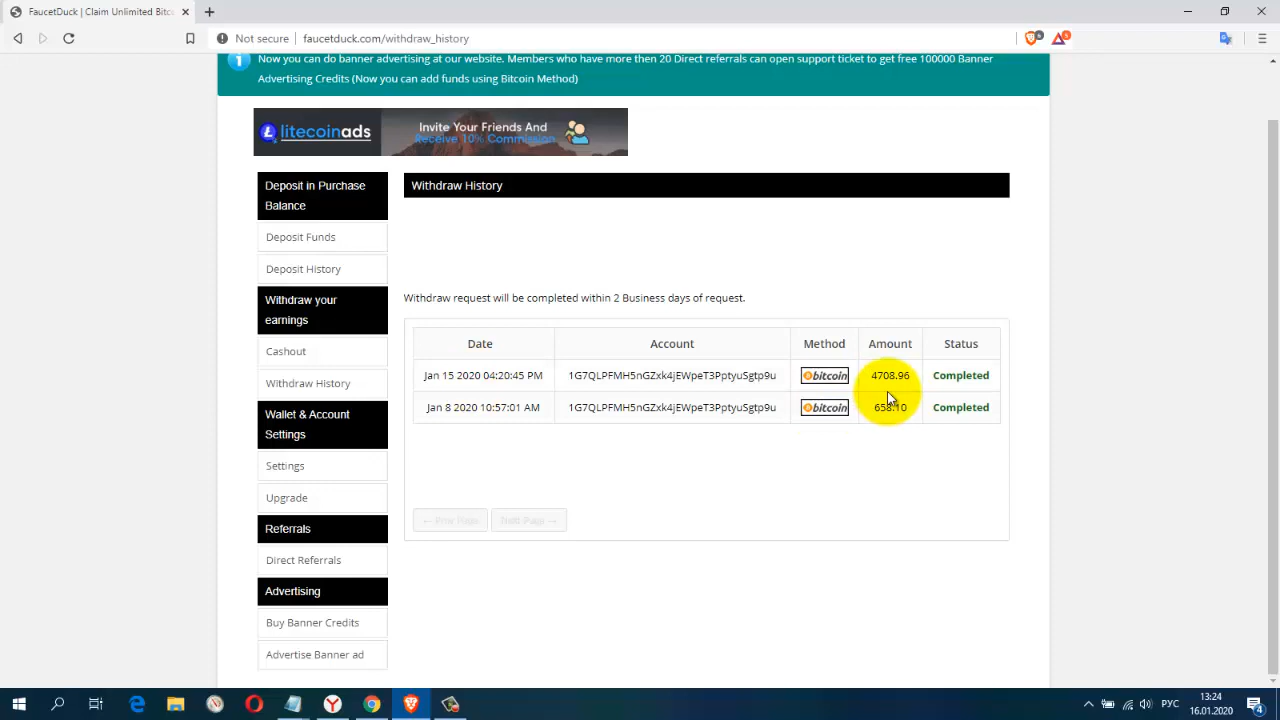 FaucetDuck | Claim Unlimited Bitc
Not secure
faucetduck.com/withdraw_history
Now you can do banner advertising at our website. Members who have more then 20 Direct referrals can open support ticket to get free 100000 Banner
Advertising Credits (Now you can add funds using Bitcoin Method)
litecoinads
Invite Your Friends And
Receive 10% Commission
Deposit in Purchase
Balance
Deposit Funds
Deposit History
Withdraw your
earnings
Cashout
Withdraw History
Wallet & Account
Settings
Settings
Upgrade
Referrals
Direct Referrals
Advertising
Buy Banner Credits
Advertise Banner ad
Withdraw History
Withdraw request will be completed within 2 Business days of request.
Date Account Method Amount Status
Jan 15 2020 04:20:45 PM 1G7QLPFMH5nGZxk4jEWpeT3PptyuSgtp9u bitcoin 4708.96 Completed
Jan 8 2020 10:57:01 AM 1G7QLPFMH5nGZxk4jEWpeT3PptyuSgtp9u bitcoin 658.10 Completed
← Prev Page Next Page →
РУС
13:24
16.01.2020